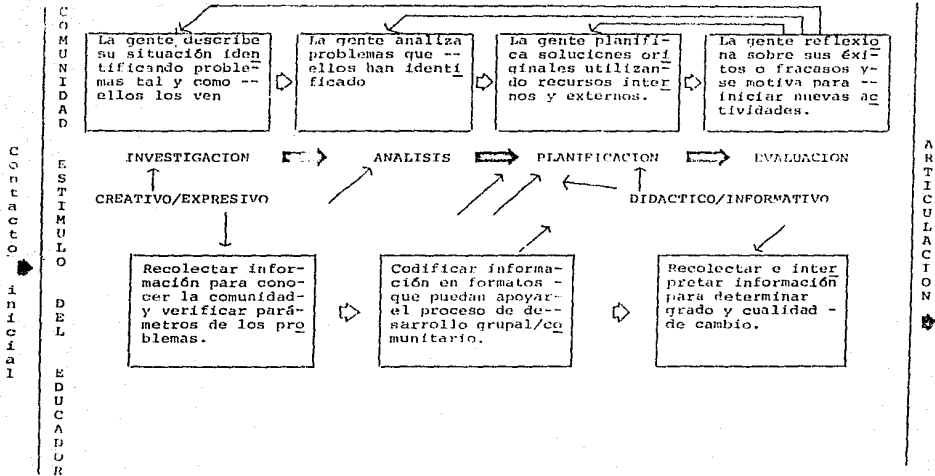 COMUNIDAD
La gente describe
su situación iden
tificando proble-
mas tal y como --
ellos los ven
La gente analiza
problemas que --
ellos han identi
ficado
La gente planifi-
ca soluciones ori
ginales utilizan-
do recursos inter
nos y externos.
La gente reflexio
na sobre sus éxi-
tos o fracasos y-
se motiva para --
iniciar nuevas ac
tividades.
Contacto inicial
ESTIMULO DEL EDUCADOR
INVESTIGACION
ANALISIS
PLANIFICACION
EVALUACION
CREATIVO/EXPRESIVO
DIDACTICO/INFORMATIVO
ARTICULACION
Recolectar infor-
mación para cono-
cer la comunidad-
y verificar pará-
metros de los pro
blemas.
Codificar informa-
ción en formatos -
que puedan apoyar-
el proceso de de--
sarrollo grupal/co
munitario.
Recolectar e inter
pretar información
para determinar
grado y cualidad -
de cambio.